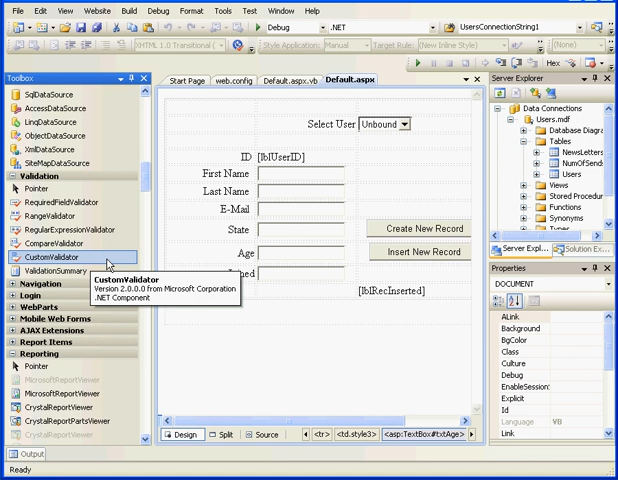 File Edit View Website Build Debug Format Tools Test Window Help
Debug .NET UsersConnectionString1
XHTML 1.0 Transitional Style Application: Manual Target Rule: (New Inline Style) (None)
Hex
Toolbox
SqlDataSource
AccessDataSource
LinqDataSource
ObjectDataSource
XmlDataSource
SiteMapDataSource
Validation
Pointer
RequiredFieldValidator
RangeValidator
RegularExpressionValidator
CompareValidator
CustomValidator
ValidationSummary
CustomValidator
Version 2.0.0.0 from Microsoft Corporation
.NET Component
Navigation
Login
WebParts
Mobile Web Forms
AJAX Extensions
Report Items
Reporting
Pointer
MicrosoftReportViewer
MicrosoftReportViewer
CrystalReportViewer
CrystalReportPartsViewer
CrystalReportViewer
Start Page web.config Default.aspx.vb Default.aspx
Select User Unbound
ID [lblUserID]
First Name
Last Name
E-Mail
State Create New Record
Age Insert New Record
[lblRecInserted]
Design Split Source <tr> <td.style3> <asp:TextBox#txtAge>
Server Explorer
Data Connections
Users.mdf
Database Diagra
Tables
NewsLetters
NumOfSends
Users
Views
Stored Procedur
Functions
Synonyms
Types
Server Expl... Solution Ex...
Properties
DOCUMENT
ALink
Background
BgColor
Class
Culture
Debug
EnableSession
Explicit
Id
Language VB
Link
Output
Ready